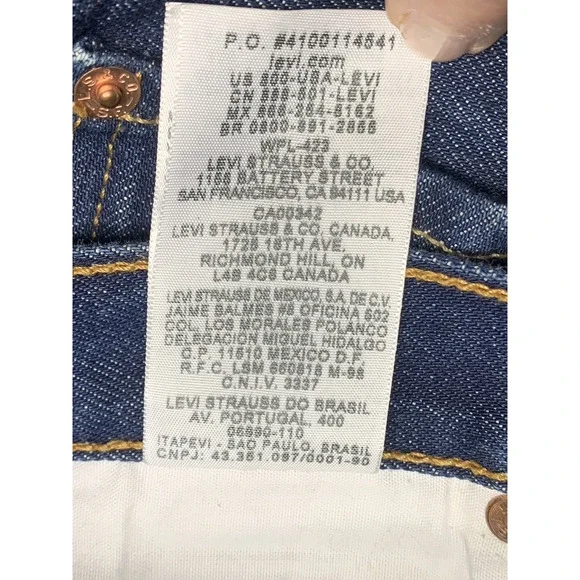 P.O. #4100114541
levi.com
US 800-USA-LEVI
CN 888-501-LEVI
MX 866-264-5162
BR 0800-891-2855
WPL-423
LEVI STRAUSS & CO.
1155 BATTERY STREET
SAN FRANCISCO, CA 94111 USA
CA00342
LEVI STRAUSS & CO. CANADA,
1725 16TH AVE.
RICHMOND HILL, ON
L4B 4C6 CANADA
LEVI STRAUSS DE MEXICO, S.A. DE C.V.
JAIME BALMES #8 OFICINA 502
COL. LOS MORALES POLANCO
DELEGACION MIGUEL HIDALGO
C.P. 11510 MEXICO D.F.
R.F.C. LSM 660818 M-98
C.N.I.V. 3337
LEVI STRAUSS DO BRASIL
AV. PORTUGAL, 400
06690-110
ITAPEVI - SAO PAULO, BRASIL
CNPJ: 43.351.097/0001-90